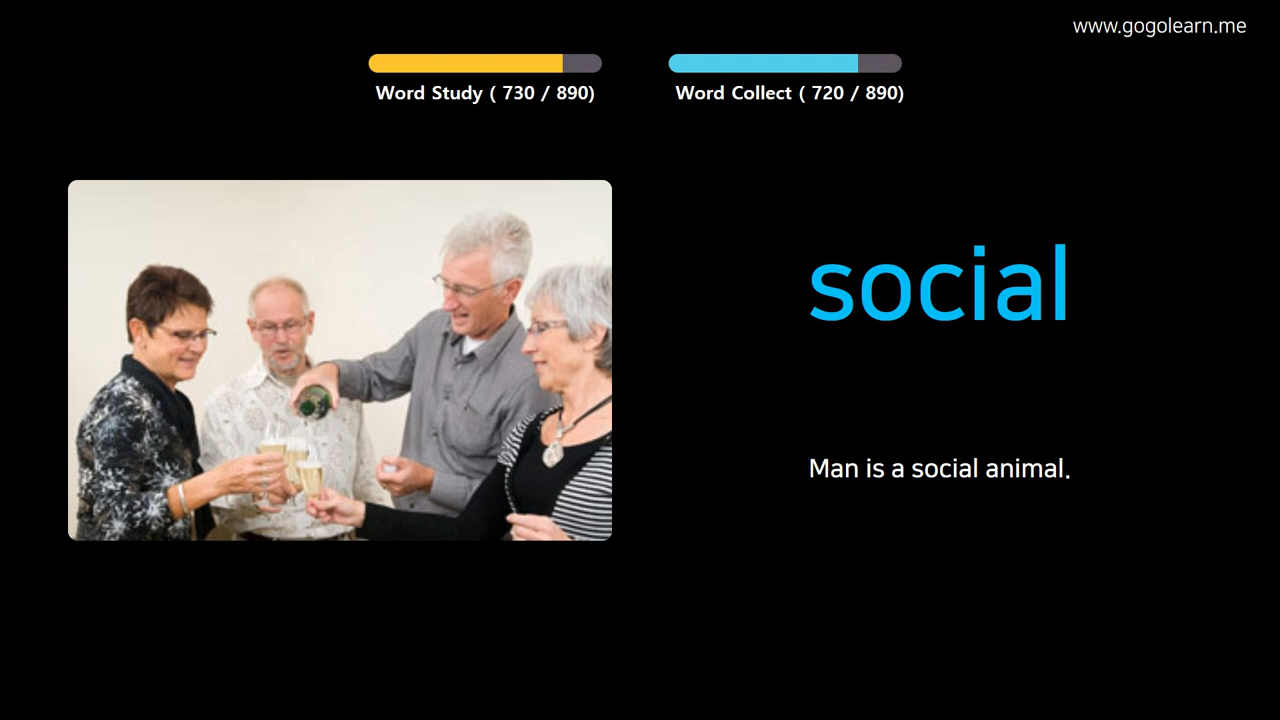 www.gogolearn.me
Word Study ( 730 / 890)
Word Collect ( 720 / 890)
social
Man is a social animal.